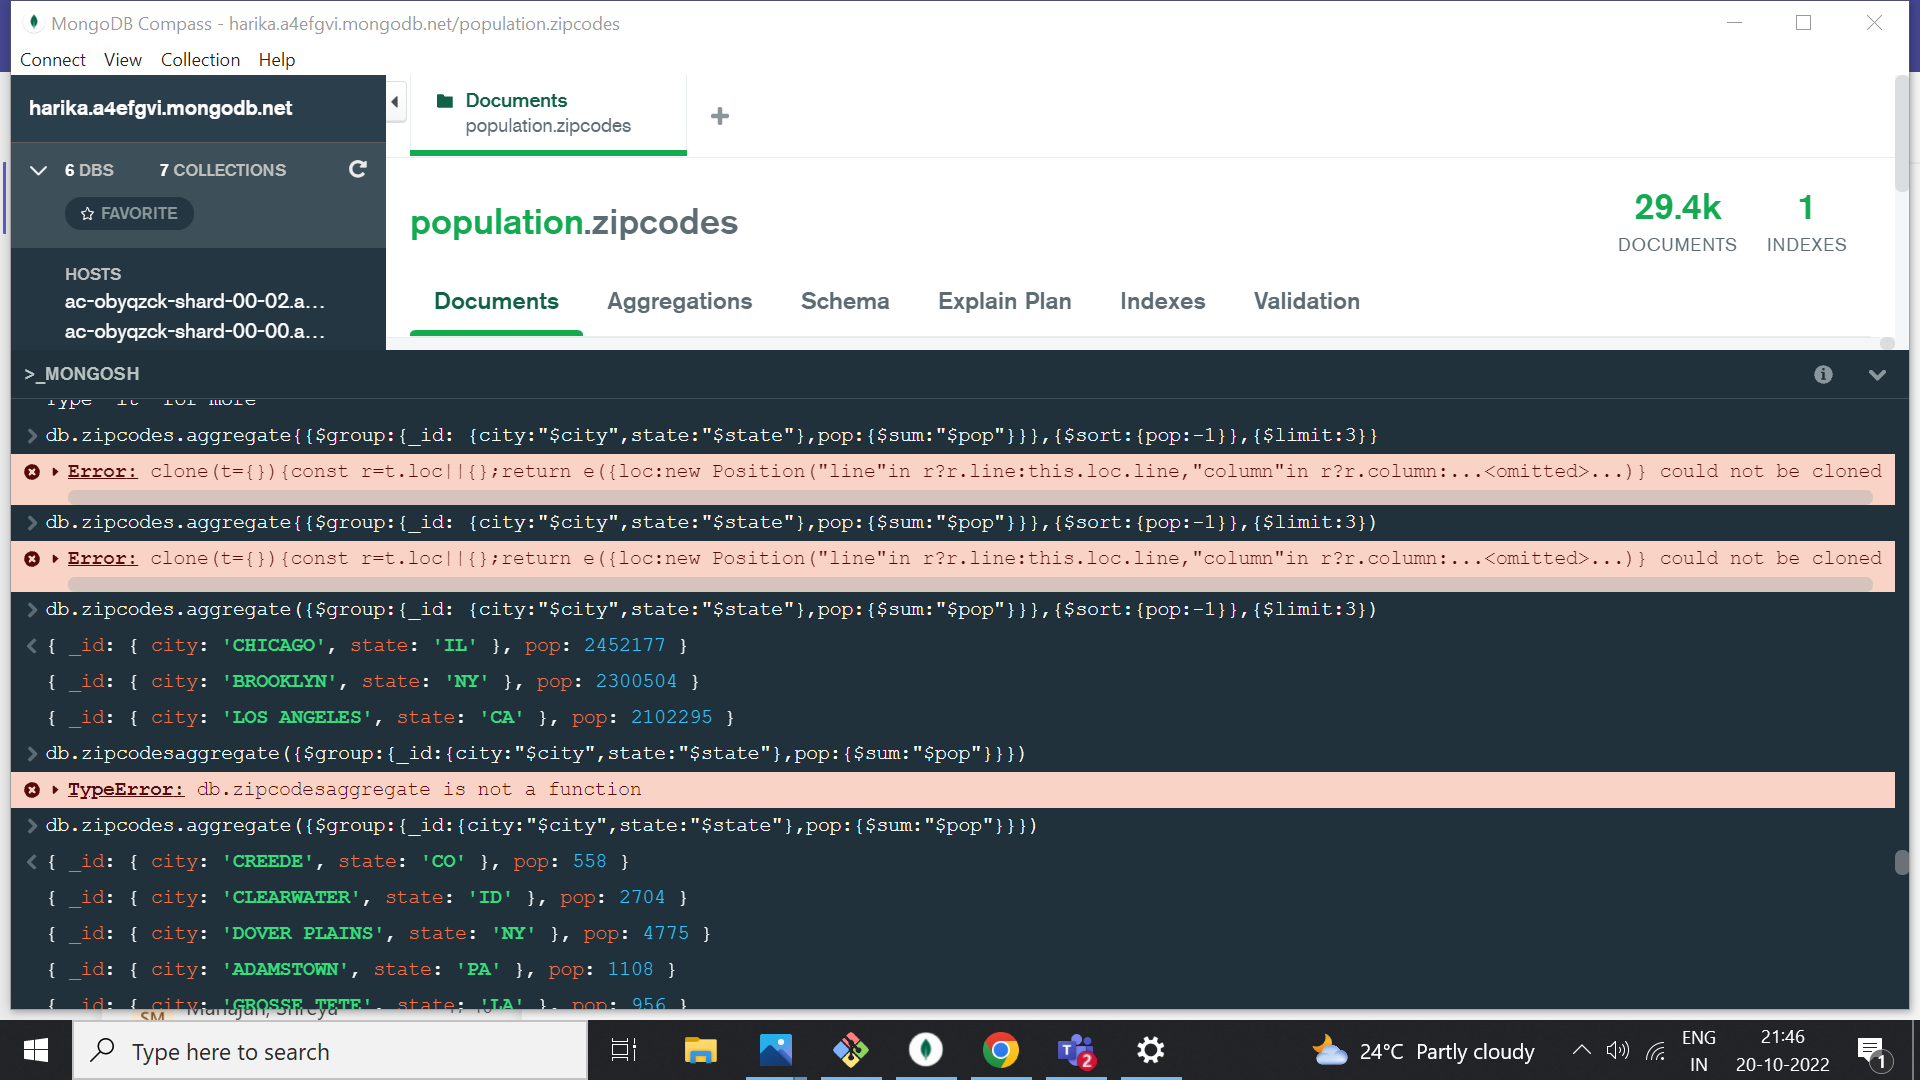 MongoDB Compass - harika.a4efgvi.mongodb.net/population.zipcodes
Connect View Collection Help
harika.a4efgvi.mongodb.net
Documents
population.zipcodes
6 DBS 7 COLLECTIONS
FAVORITE
population.zipcodes
29.4k
DOCUMENTS
1
INDEXES
HOSTS
ac-obyqzck-shard-00-02.a...
ac-obyqzck-shard-00-00.a...
Documents Aggregations Schema Explain Plan Indexes Validation
>_MONGOSH
Type "it" for more
db.zipcodes.aggregate{{$group:{_id: {city:"$city",state:"$state"},pop:{$sum:"$pop"}}},{$sort:{pop:-1}},{$limit:3}}
Error: clone(t={}){const r=t.loc||{};return e({loc:new Position("line"in r?r.line:this.loc.line,"column"in r?r.column:...<omitted>...)} could not be cloned
db.zipcodes.aggregate{{$group:{_id: {city:"$city",state:"$state"},pop:{$sum:"$pop"}}},{$sort:{pop:-1}},{$limit:3})
Error: clone(t={}){const r=t.loc||{};return e({loc:new Position("line"in r?r.line:this.loc.line,"column"in r?r.column:...<omitted>...)} could not be cloned
db.zipcodes.aggregate({$group:{_id: {city:"$city",state:"$state"},pop:{$sum:"$pop"}}},{$sort:{pop:-1}},{$limit:3})
{ _id: { city: 'CHICAGO', state: 'IL' }, pop: 2452177 }
{ _id: { city: 'BROOKLYN', state: 'NY' }, pop: 2300504 }
{ _id: { city: 'LOS ANGELES', state: 'CA' }, pop: 2102295 }
db.zipcodesaggregate({$group:{_id:{city:"$city",state:"$state"},pop:{$sum:"$pop"}}})
TypeError: db.zipcodesaggregate is not a function
db.zipcodes.aggregate({$group:{_id:{city:"$city",state:"$state"},pop:{$sum:"$pop"}}})
{ _id: { city: 'CREEDE', state: 'CO' }, pop: 558 }
{ _id: { city: 'CLEARWATER', state: 'ID' }, pop: 2704 }
{ _id: { city: 'DOVER PLAINS', state: 'NY' }, pop: 4775 }
{ _id: { city: 'ADAMSTOWN', state: 'PA' }, pop: 1108 }
{ _id: { city: 'GROSSE TETE', state: 'LA' }, pop: 956 }
SM Mahajan, Shreya
Type here to search
2
24°C Partly cloudy
ENG
IN
21:46
20-10-2022
1